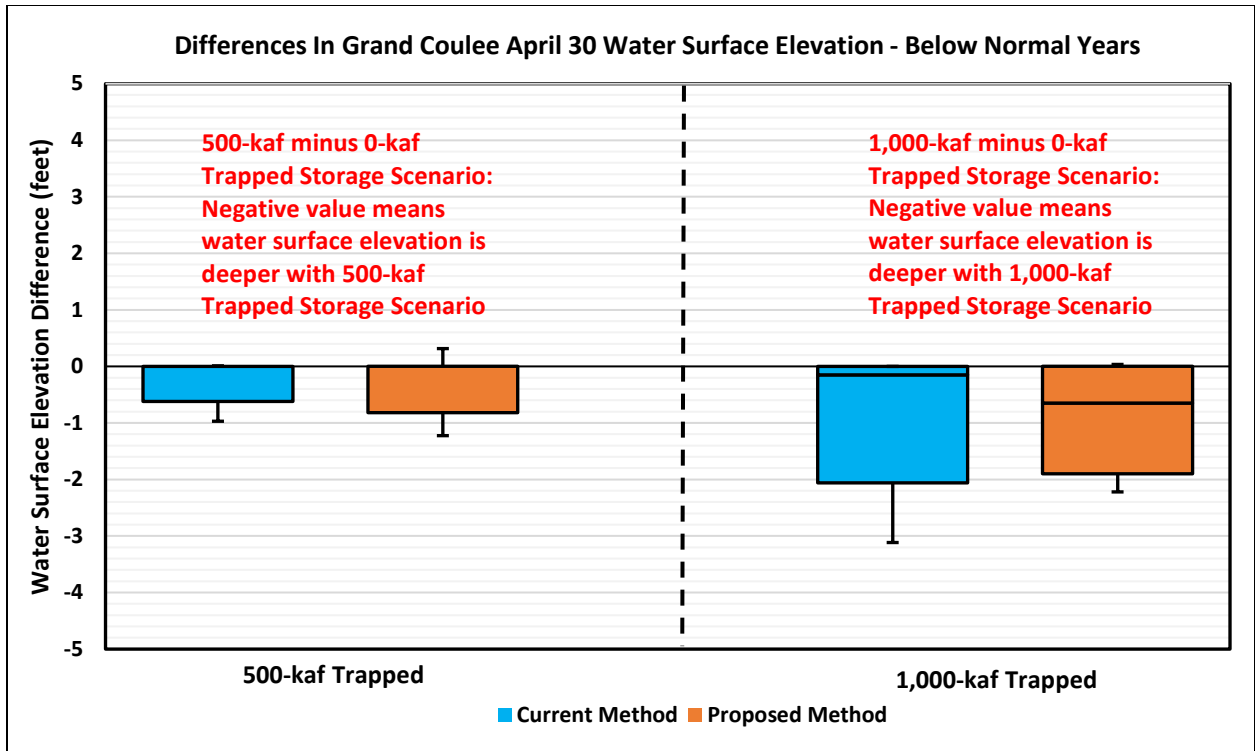 Differences In Grand Coulee April 30 Water Surface Elevation - Below Normal Years
Water Surface Elevation Difference (feet)
5
4
3
2
1
0
-1
-2
-3
-4
-5
500-kaf minus 0-kaf
Trapped Storage Scenario:
Negative value means
water surface elevation is
deeper with 500-kaf
Trapped Storage Scenario
1,000-kaf minus 0-kaf
Trapped Storage Scenario:
Negative value means
water surface elevation is
deeper with 1,000-kaf
Trapped Storage Scenario
500-kaf Trapped
1,000-kaf Trapped
Current Method
Proposed Method